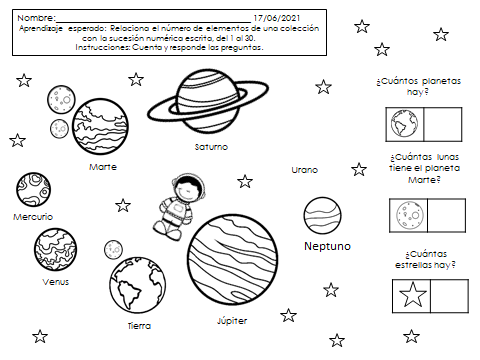 Nombre:______________________________ 17/06/2021
Aprendizaje esperado: Relaciona el número de elementos de una colección
con la sucesión numérica escrita, del 1 al 30.
Instrucciones: Cuenta y responde las preguntas.
¿Cuántos planetas
hay?
Saturno
Marte
Urano
¿Cuántas lunas
tiene el planeta
Marte?
Mercurio
Neptuno
¿Cuántas
estrellas hay?
Venus
Tierra
Júpiter